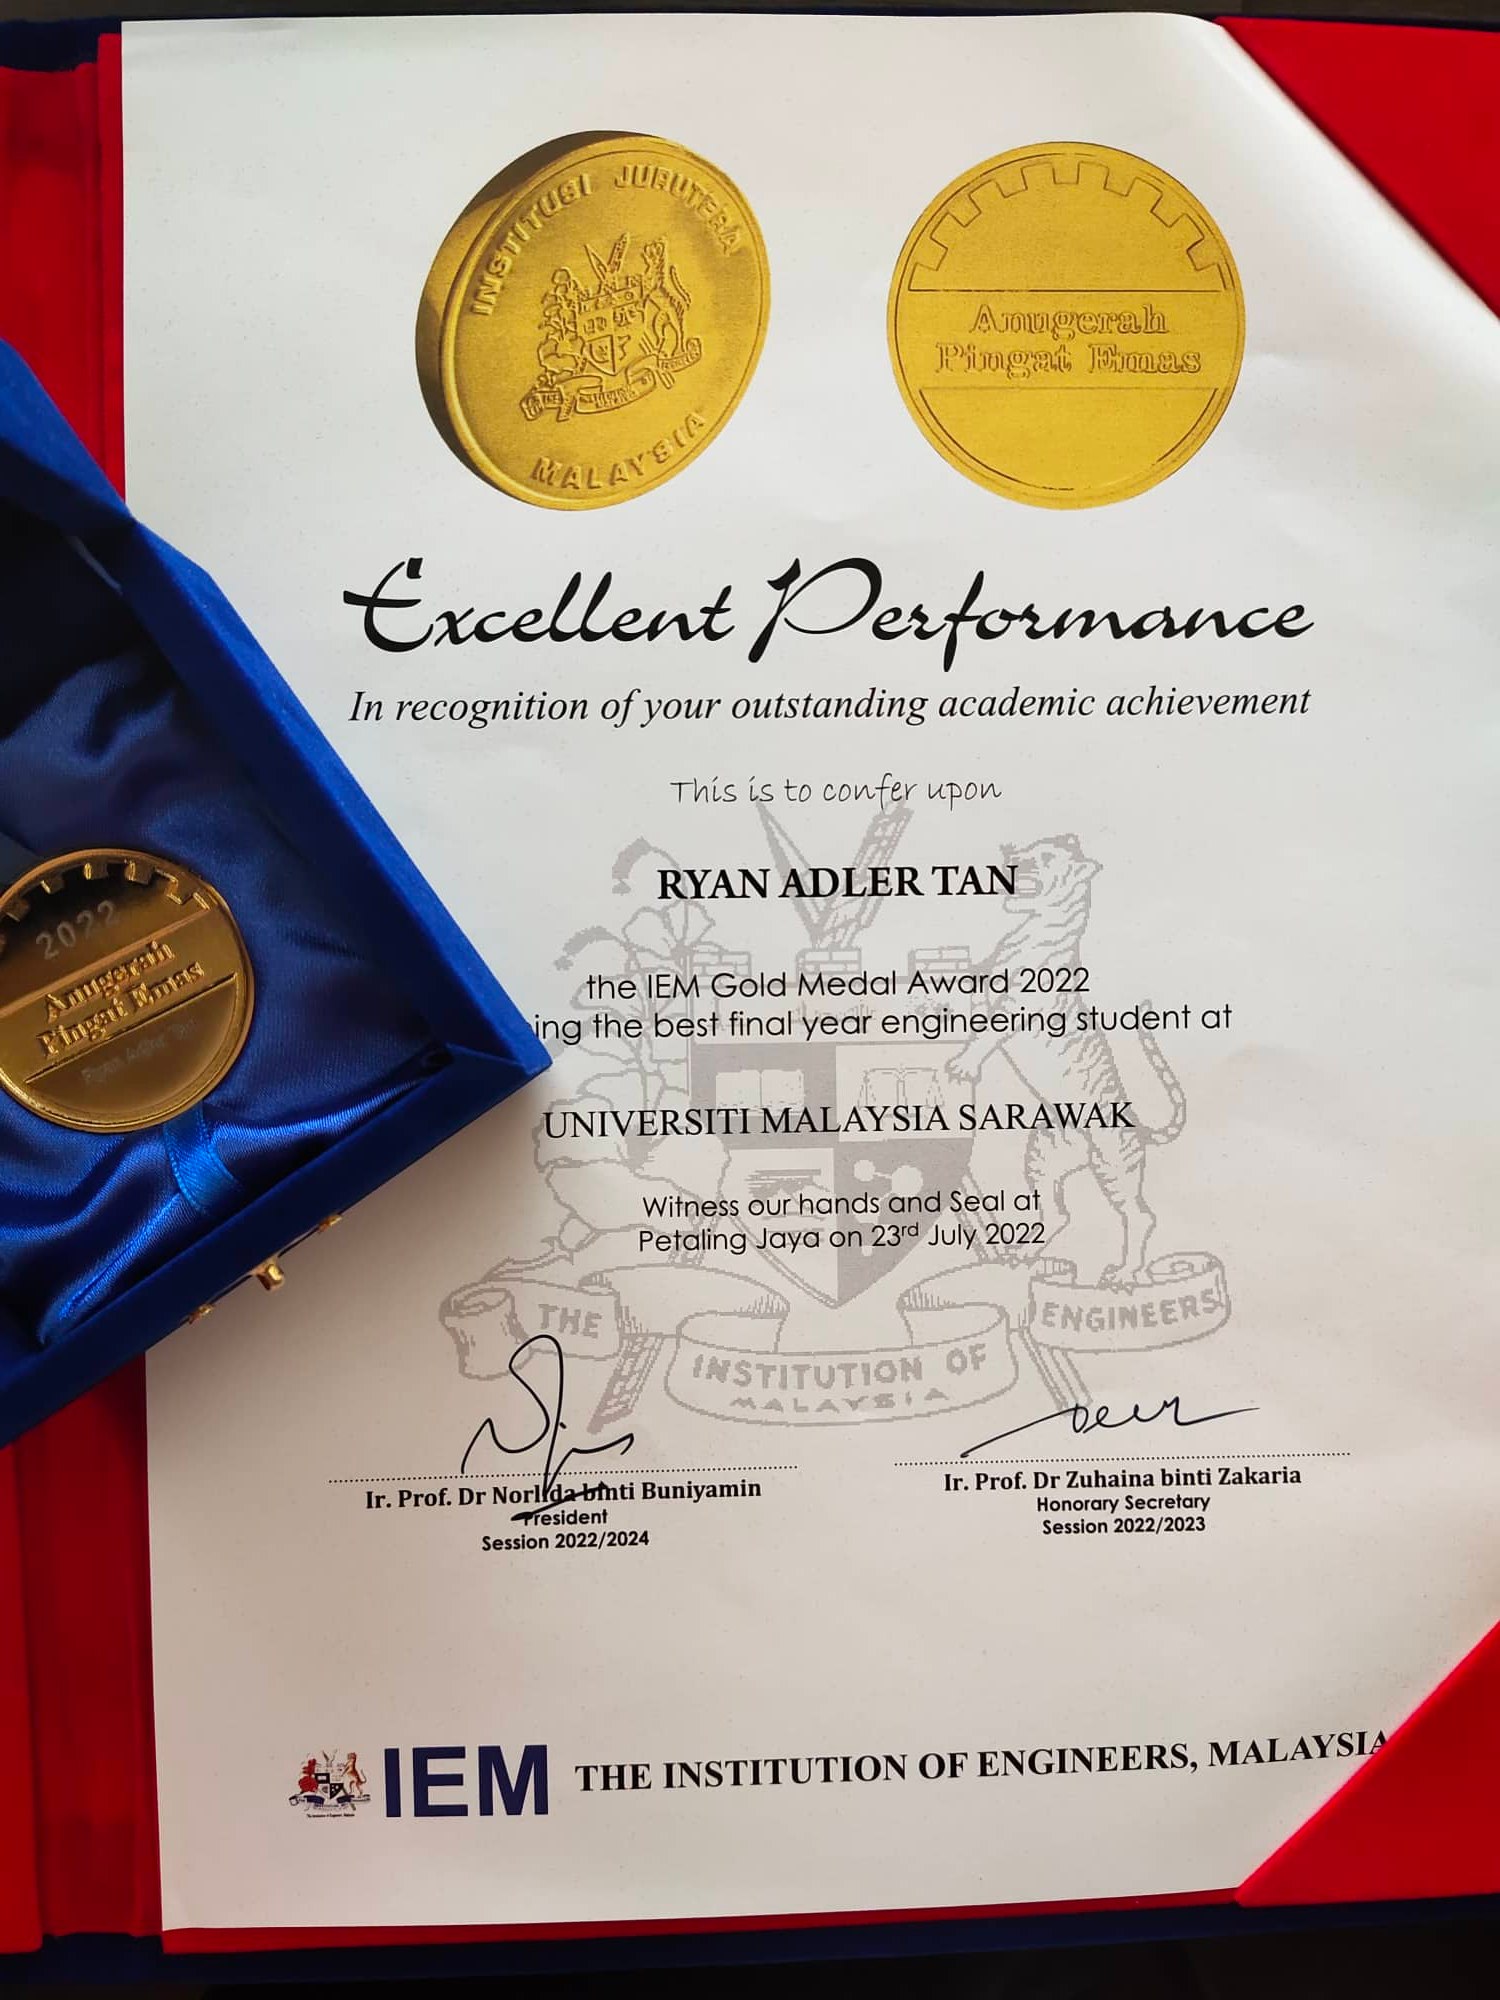 INSTITUSI JURUTERA
MALAYSIA
Anugerah
Pingat Emas
Excellent Performance
In recognition of your outstanding academic achievement
This is to confer upon
RYAN ADLER TAN
the IEM Gold Medal Award 2022
ing the best final year engineering student at
UNIVERSITI MALAYSIA SARAWAK
Witness our hands and Seal at
Petaling Jaya on 23rd July 2022
THE
INSTITUTION OF
ENGINEERS
MALAYSIA
Ir. Prof. Dr Norlida binti Buniyamin
President
Session 2022/2024
Ir. Prof. Dr Zuhaina binti Zakaria
Honorary Secretary
Session 2022/2023
IEM THE INSTITUTION OF ENGINEERS, MALAYSIA
2022
Anugerah
Pingat Emas
Ryan Adler Tan